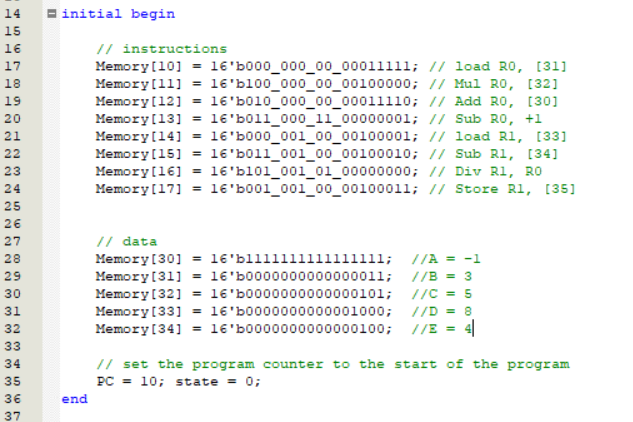 14 initial begin
15
16 // instructions
17 Memory[10] = 16'b000_000_00_00011111; // load R0, [31]
18 Memory[11] = 16'b100_000_00_00100000; // Mul R0, [32]
19 Memory[12] = 16'b010_000_00_00011110; // Add R0, [30]
20 Memory[13] = 16'b011_000_11_00000001; // Sub R0, +1
21 Memory[14] = 16'b000_001_00_00100001; // load R1, [33]
22 Memory[15] = 16'b011_001_00_00100010; // Sub R1, [34]
23 Memory[16] = 16'b101_001_01_00000000; // Div R1, R0
24 Memory[17] = 16'b001_001_00_00100011; // Store R1, [35]
25
26
27 // data
28 Memory[30] = 16'b1111111111111111; //A = -1
29 Memory[31] = 16'b0000000000000011; //B = 3
30 Memory[32] = 16'b0000000000000101; //C = 5
31 Memory[33] = 16'b0000000000001000; //D = 8
32 Memory[34] = 16'b0000000000000100; //E = 4
33
34 // set the program counter to the start of the program
35 PC = 10; state = 0;
36 end
37